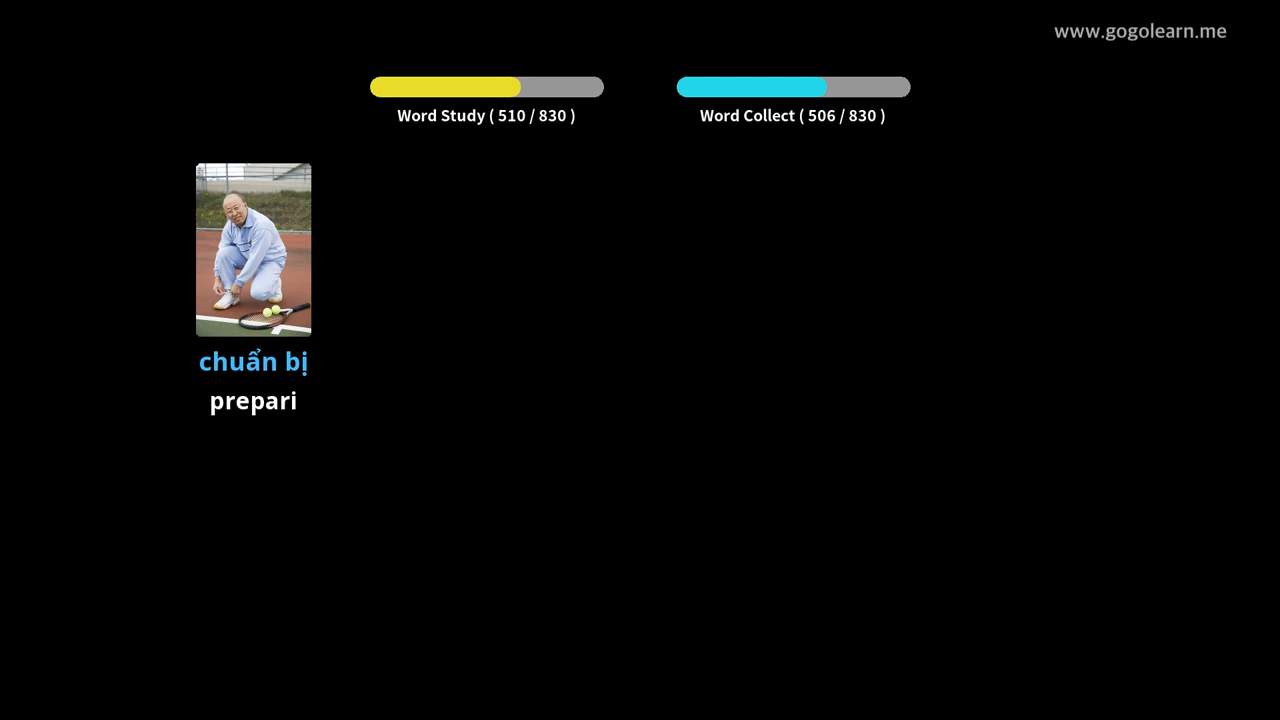 www.gogolearn.me
Word Study ( 510 / 830 )
Word Collect ( 506 / 830 )
chuẩn bị
prepari